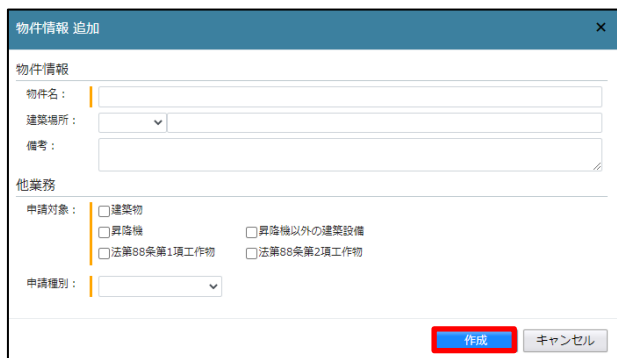 物件情報 追加 ×
物件情報
物件名：
建築場所：
備考：
他業務
申請対象： 建築物
昇降機 昇降機以外の建築設備
法第88条第1項工作物 法第88条第2項工作物
申請種別：
作成 キャンセル